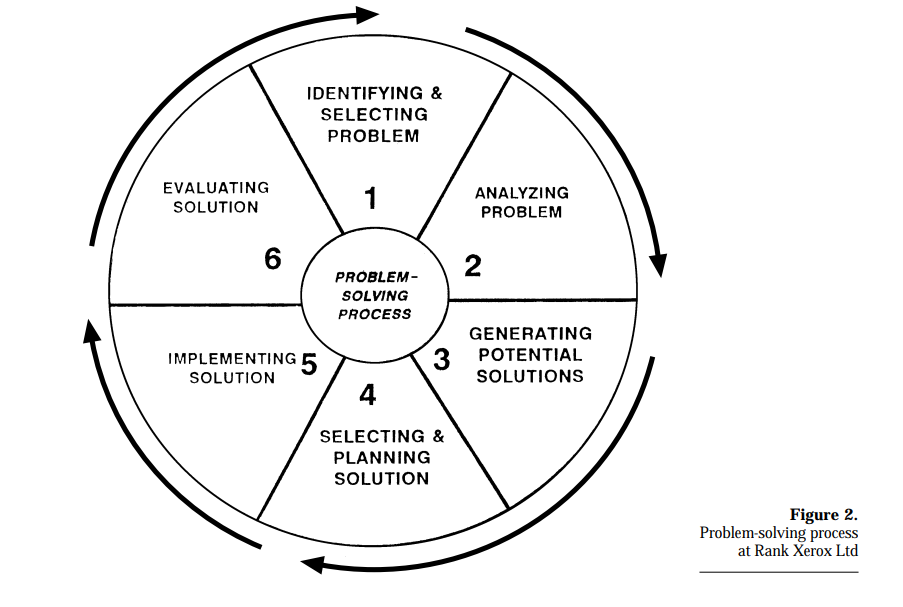 IDENTIFYING &
SELECTING
PROBLEM
1
ANALYZING
PROBLEM
2
GENERATING
POTENTIAL
SOLUTIONS
3
4
SELECTING &
PLANNING
SOLUTION
IMPLEMENTING
SOLUTION
5
EVALUATING
SOLUTION
6
PROBLEM-
SOLVING
PROCESS
Figure 2.
Problem-solving process
at Rank Xerox Ltd